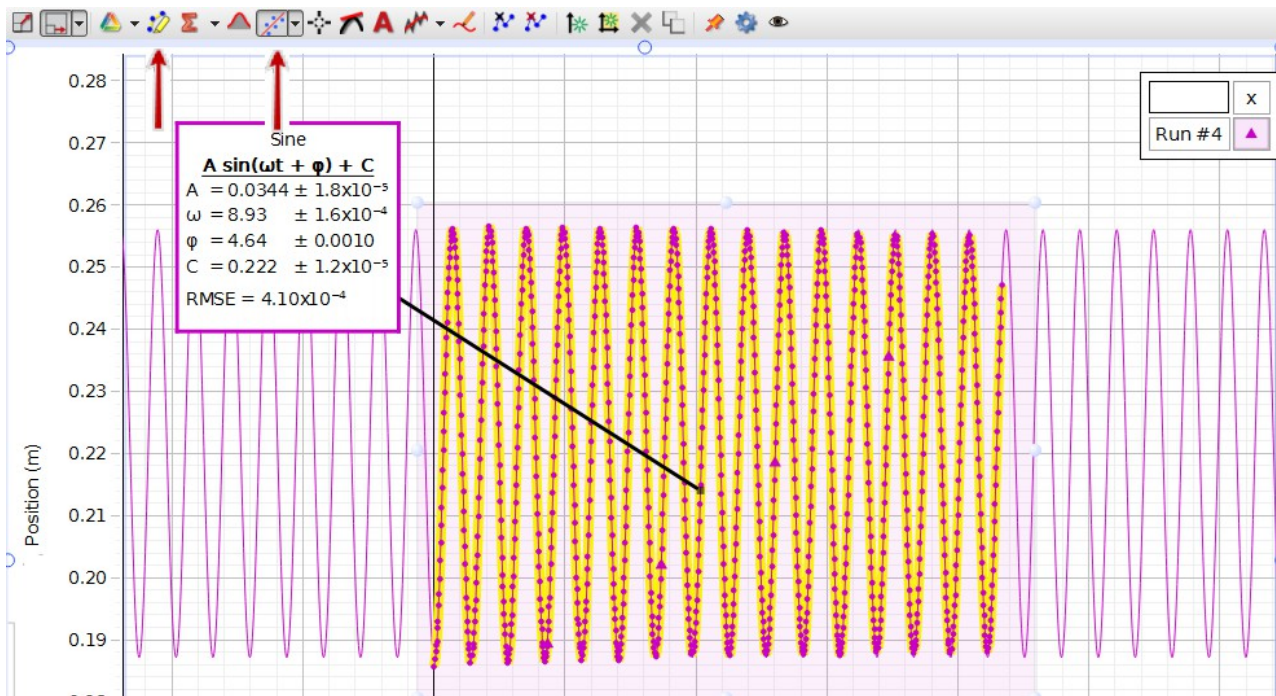 0.28
0.27
0.26
0.25
0.24
0.23
0.22
0.21
0.20
0.19
Position (m)
Sine
A sin(ωt + φ) + C
A = 0.0344 ± 1.8x10⁻⁵
ω = 8.93 ± 1.6x10⁻⁴
φ = 4.64 ± 0.0010
C = 0.222 ± 1.2x10⁻⁵
RMSE = 4.10x10⁻⁴
x
Run #4